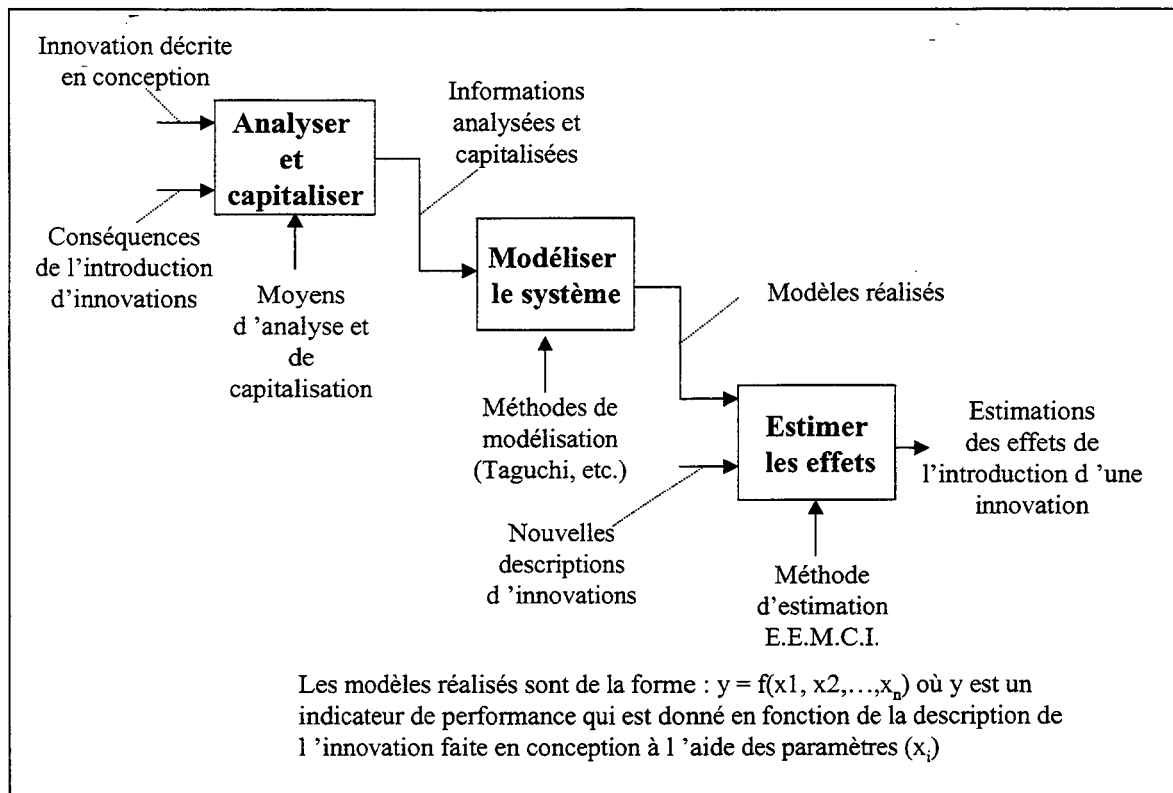 Innovation décrite
en conception
Analyser
et
capitaliser
Informations
analysées et
capitalisées
Conséquences
de l'introduction
d'innovations
Moyens
d 'analyse et
de
capitalisation
Modéliser
le système
Modèles réalisés
Méthodes de
modélisation
(Taguchi, etc.)
Estimer
les effets
Estimations
des effets de
l'introduction d 'une
innovation
Nouvelles
descriptions
d 'innovations
Méthode
d'estimation
E.E.M.C.I.
Les modèles réalisés sont de la forme : y = f(x1, x2,...,xₙ) où y est un
indicateur de performance qui est donné en fonction de la description de
l 'innovation faite en conception à l 'aide des paramètres (xᵢ)